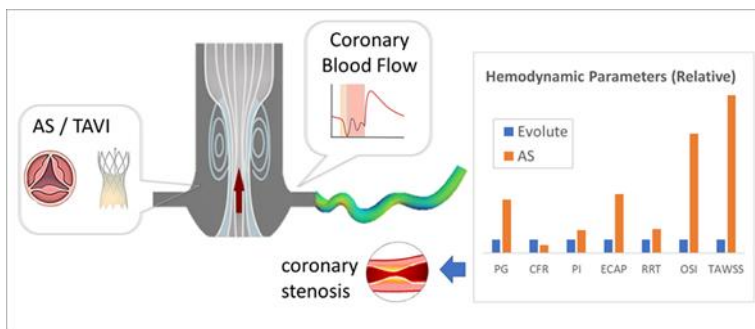 Coronary
Blood Flow
AS / TAVI
coronary
stenosis
Hemodynamic Parameters (Relative)
Evolute
AS
PG CFR PI ECAP RRT OSI TAWSS